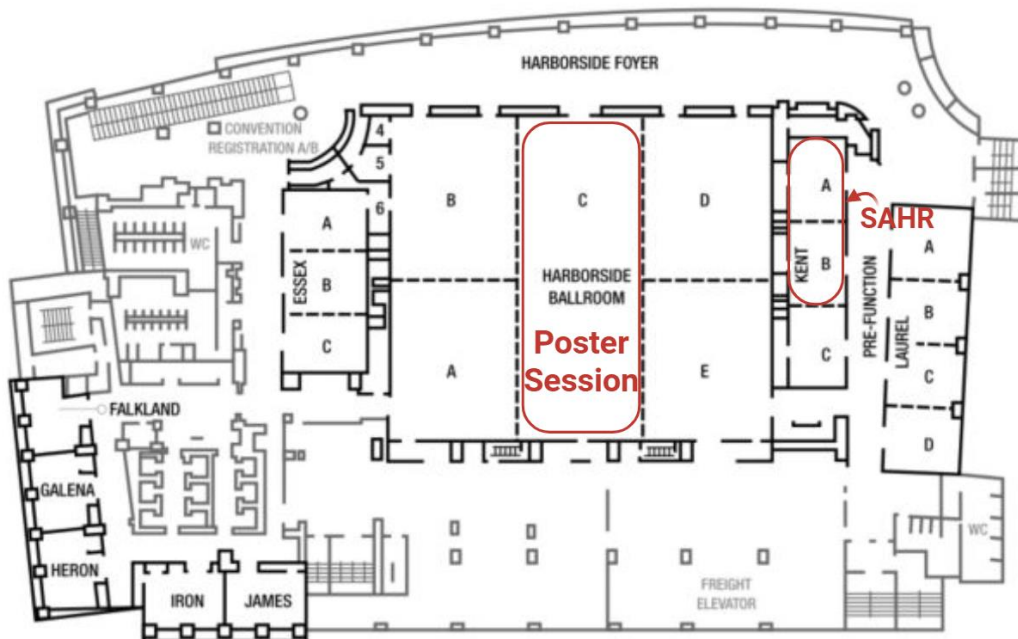 HARBORSIDE FOYER
CONVENTION
REGISTRATION A/B
4
5
6
B
C
D
A
SAHR
A
WC
A
ESSEX
B
C
HARBORSIDE
BALLROOM
Poster
Session
A
E
KENT
B
C
PRE-FUNCTION
LAUREL
B
C
D
FALKLAND
GALENA
HERON
IRON
JAMES
FREIGHT
ELEVATOR
WC